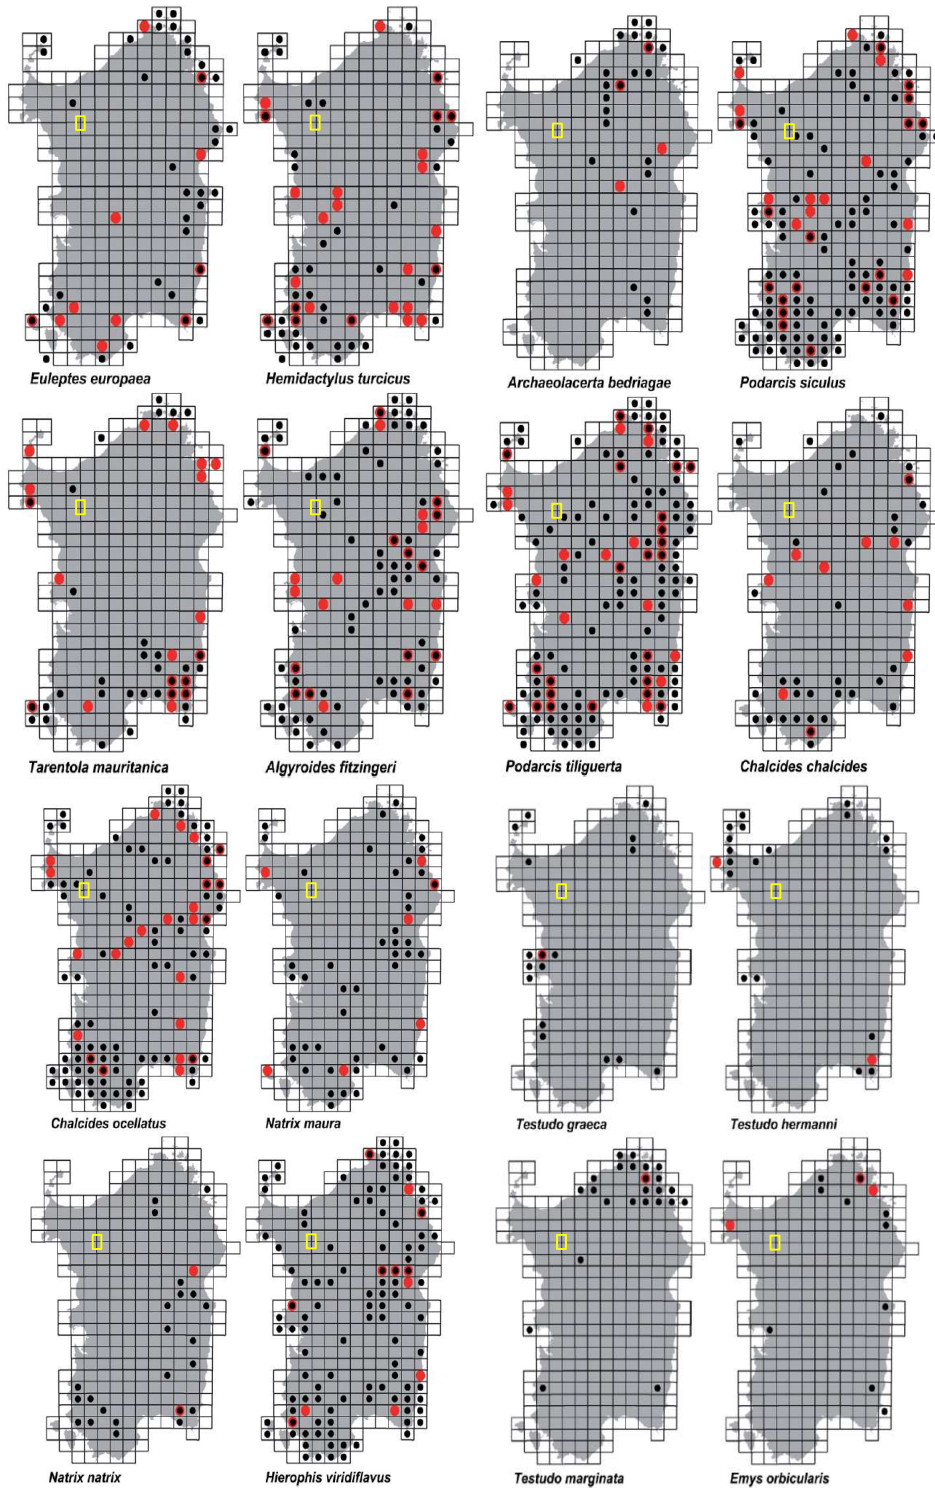 Euleptes europaea
Hemidactylus turcicus
Archaeolacerta bedriagae
Podarcis siculus
Tarentola mauritanica
Algyroides fitzingeri
Podarcis tiliguerta
Chalcides chalcides
Chalcides ocellatus
Natrix maura
Testudo graeca
Testudo hermanni
Natrix natrix
Hierophis viridiflavus
Testudo marginata
Emys orbicularis